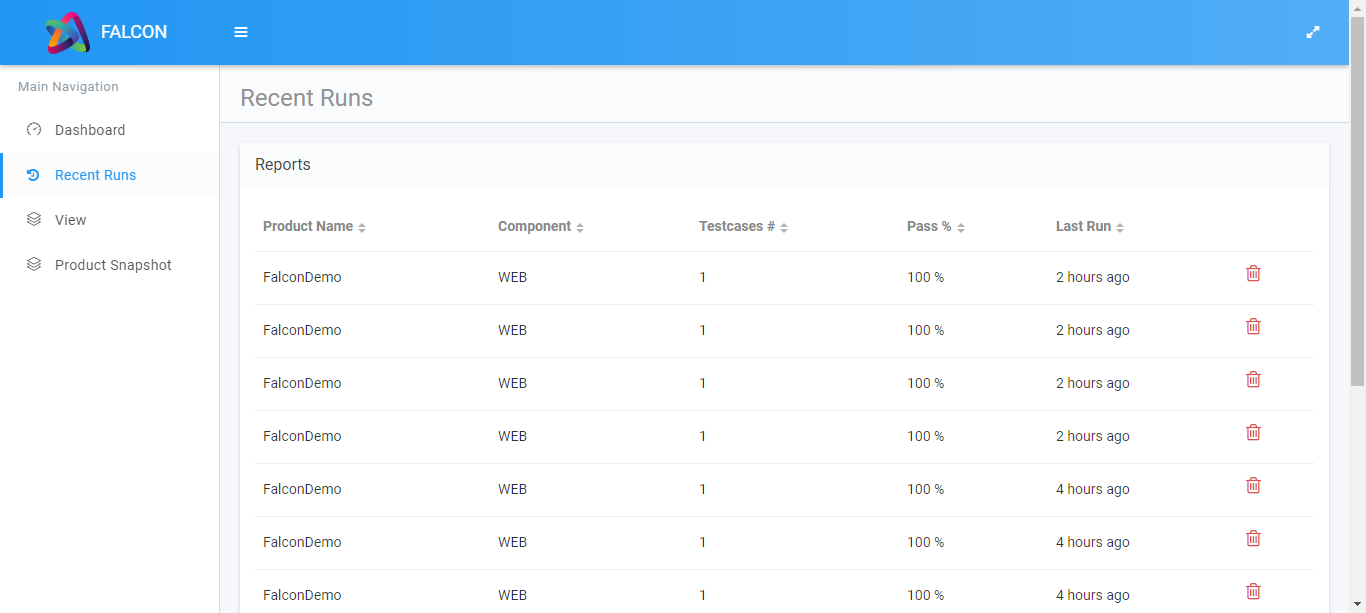 FALCON
Main Navigation
Dashboard
Recent Runs
View
Product Snapshot
Recent Runs
Reports
Product Name Component Testcases # Pass % Last Run
FalconDemo WEB 1 100 % 2 hours ago
FalconDemo WEB 1 100 % 2 hours ago
FalconDemo WEB 1 100 % 2 hours ago
FalconDemo WEB 1 100 % 2 hours ago
FalconDemo WEB 1 100 % 4 hours ago
FalconDemo WEB 1 100 % 4 hours ago
FalconDemo WEB 1 100 % 4 hours ago